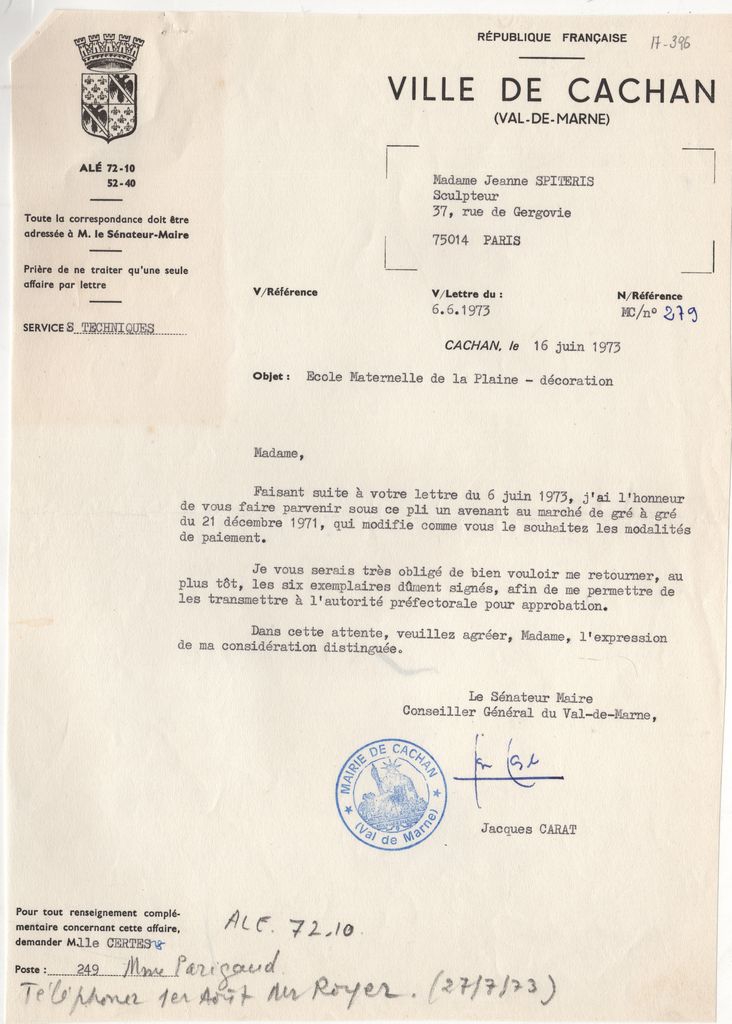 RÉPUBLIQUE FRANÇAISE
17-396
VILLE DE CACHAN
(VAL-DE-MARNE)
ALÉ 72-10
52-40
Toute la correspondance doit être
adressée à M. le Sénateur-Maire
Prière de ne traiter qu'une seule
affaire par lettre
SERVICES TECHNIQUES
Madame Jeanne SPITERIS
Sculpteur
37, rue de Gergovie
75014 PARIS
V/Référence
V/Lettre du :
6.6.1973
N/Référence
MC/n° 279
CACHAN, le 16 juin 1973
Objet : Ecole Maternelle de la Plaine - décoration
Madame,
Faisant suite à votre lettre du 6 juin 1973, j'ai l'honneur
de vous faire parvenir sous ce pli un avenant au marché de gré à gré
du 21 décembre 1971, qui modifie comme vous le souhaitez les modalités
de paiement.
Je vous serais très obligé de bien vouloir me retourner, au
plus tôt, les six exemplaires dûment signés, afin de me permettre de
les transmettre à l'autorité préfectorale pour approbation.
Dans cette attente, veuillez agréer, Madame, l'expression
de ma considération distinguée.
Le Sénateur Maire
Conseiller Général du Val-de-Marne,
MAIRIE DE CACHAN
(Val de Marne)
Jacques CARAT
Pour tout renseignement complé-
mentaire concernant cette affaire,
demander Mlle CERTES
ALE. 72.10
Poste : 249 Mme Parigaud
Téléphoner 1er Août Mr Royer. (27/7/73)